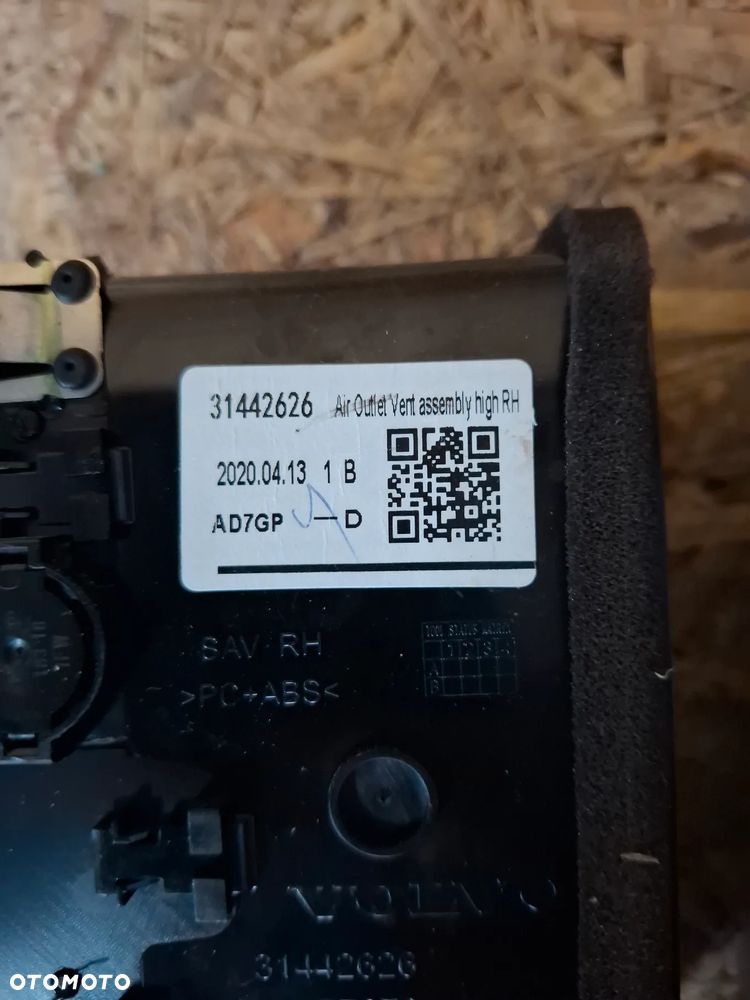 31442626 Air Outlet Vent assembly high RH
2020.04.13 1 B
AD7GP —D
SAV RH
>PC+ABS<
VOLVO
31442626
OTOMOTO